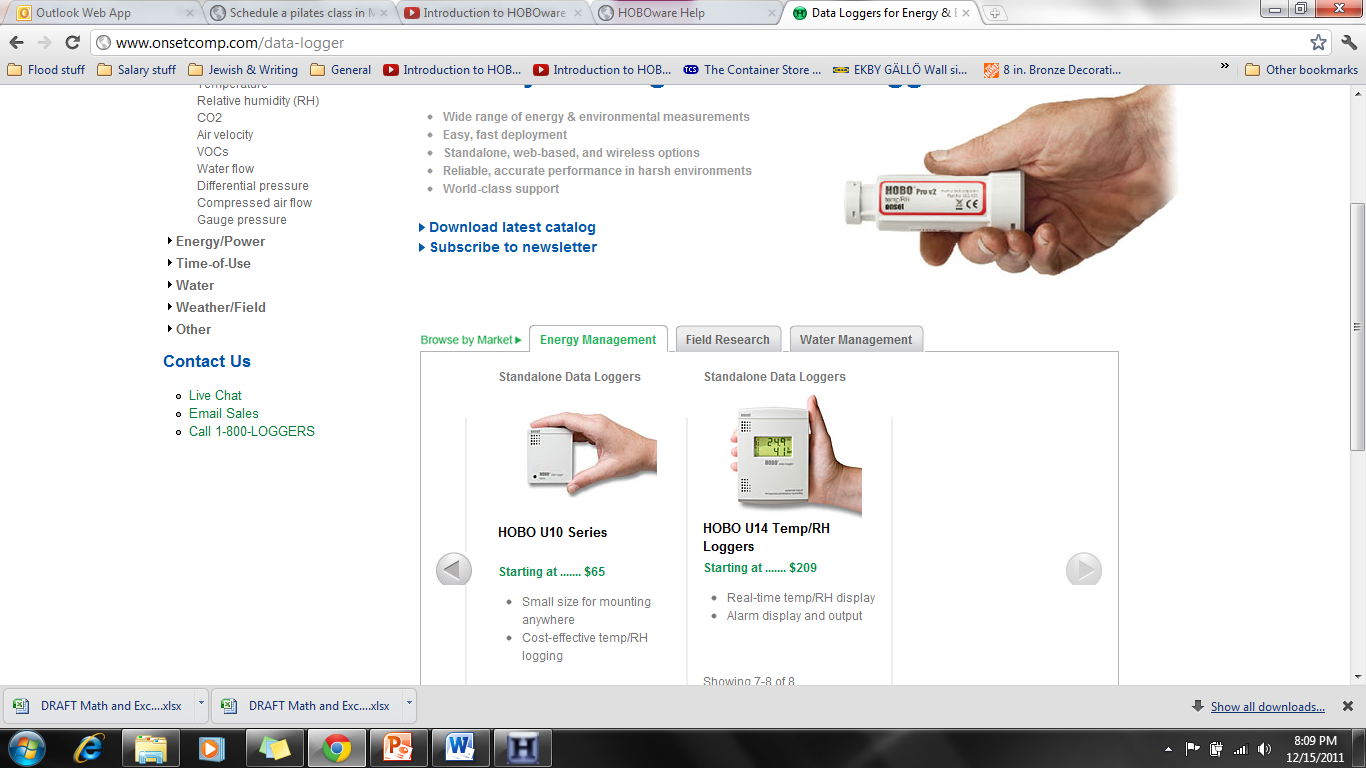 Outlook Web App
Schedule a pilates class in M
Introduction to HOBOware
HOBOware Help
Data Loggers for Energy & E
www.onsetcomp.com/data-logger
Flood stuff
Salary stuff
Jewish & Writing
General
Introduction to HOB...
Introduction to HOB...
TCS
The Container Store ...
EKBY GÄLLÖ Wall si...
8 in. Bronze Decorati...
»
Other bookmarks
Temperature
Relative humidity (RH)
CO2
Air velocity
VOCs
Water flow
Differential pressure
Compressed air flow
Gauge pressure
Energy/Power
Time-of-Use
Water
Weather/Field
Other
Contact Us
Live Chat
Email Sales
Call 1-800-LOGGERS
Wide range of energy & environmental measurements
Easy, fast deployment
Standalone, web-based, and wireless options
Reliable, accurate performance in harsh environments
World-class support
Download latest catalog
Subscribe to newsletter
HOBO Pro v2
temp/RH
onset
Browse by Market
Energy Management
Field Research
Water Management
Standalone Data Loggers
HOBO
HOBO U10 Series
Starting at ....... $65
Small size for mounting
anywhere
Cost-effective temp/RH
logging
Standalone Data Loggers
24.9
4.1
HOBO
HOBO U14 Temp/RH
Loggers
Starting at ....... $209
Real-time temp/RH display
Alarm display and output
Showing 7-8 of 8
DRAFT Math and Exc....xlsx
DRAFT Math and Exc....xlsx
Show all downloads...
8:09 PM
12/15/2011